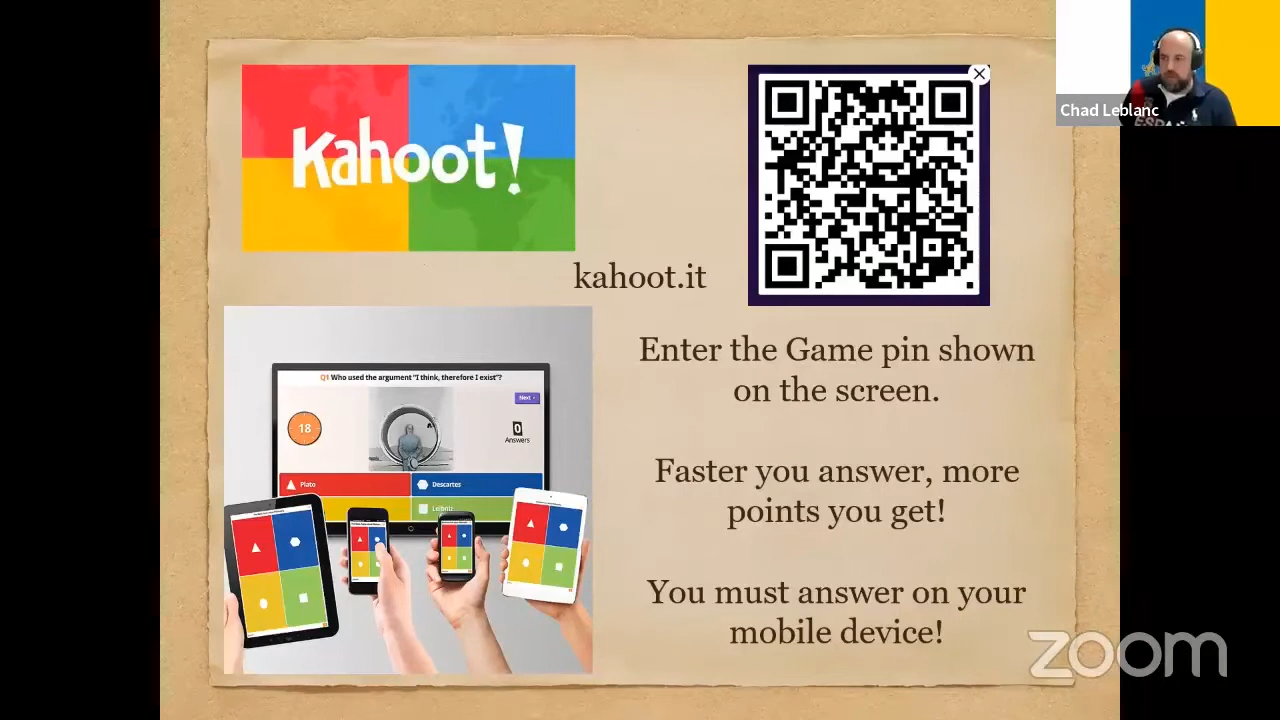 Kahoot!
Chad Leblanc
kahoot.it
Enter the Game pin shown
on the screen.
Faster you answer, more
points you get!
You must answer on your
mobile device!
Q1 Who used the argument "I think, therefore I exist"?
Next
18
0
Answers
Plato
Descartes
Leibniz
zoom